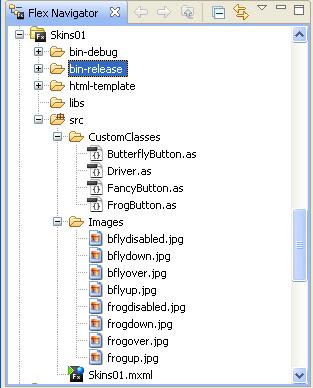 Flex Navigator
Skins01
bin-debug
bin-release
html-template
libs
src
CustomClasses
ButterflyButton.as
Driver.as
FancyButton.as
FrogButton.as
Images
bflydisabled.jpg
bflydown.jpg
bflyover.jpg
bflyup.jpg
frogdisabled.jpg
frogdown.jpg
frogover.jpg
frogup.jpg
Skins01.mxml